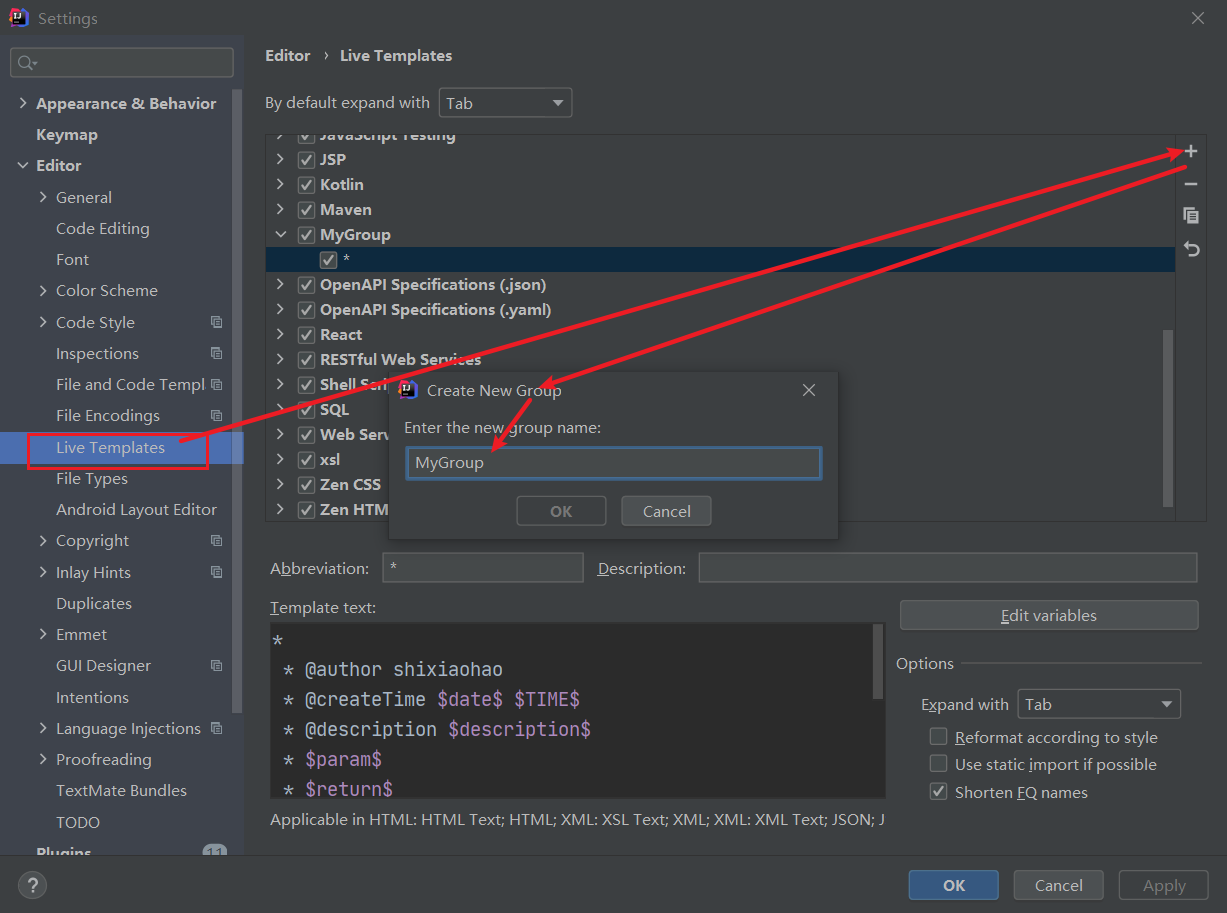 Settings
Appearance & Behavior
Keymap
Editor
General
Code Editing
Font
Color Scheme
Code Style
Inspections
File and Code Templ
File Encodings
Live Templates
File Types
Android Layout Editor
Copyright
Inlay Hints
Duplicates
Emmet
GUI Designer
Intentions
Language Injections
Proofreading
TextMate Bundles
TODO
Plugins 11
Editor › Live Templates
By default expand with Tab
JavaScript Testing
JSP
Kotlin
Maven
MyGroup
*
OpenAPI Specifications (.json)
OpenAPI Specifications (.yaml)
React
RESTful Web Services
Shell Scri
SQL
Web Serv
xsl
Zen CSS
Zen HTM
Create New Group
Enter the new group name:
MyGroup
OK Cancel
Abbreviation: * Description:
Template text:
*
* @author shixiaohao
* @createTime $date$ $TIME$
* @description $description$
* $param$
* $return$
Applicable in HTML: HTML Text; HTML; XML: XSL Text; XML; XML: XML Text; JSON; J
Edit variables
Options
Expand with Tab
Reformat according to style
Use static import if possible
Shorten EQ names
? OK Cancel Apply